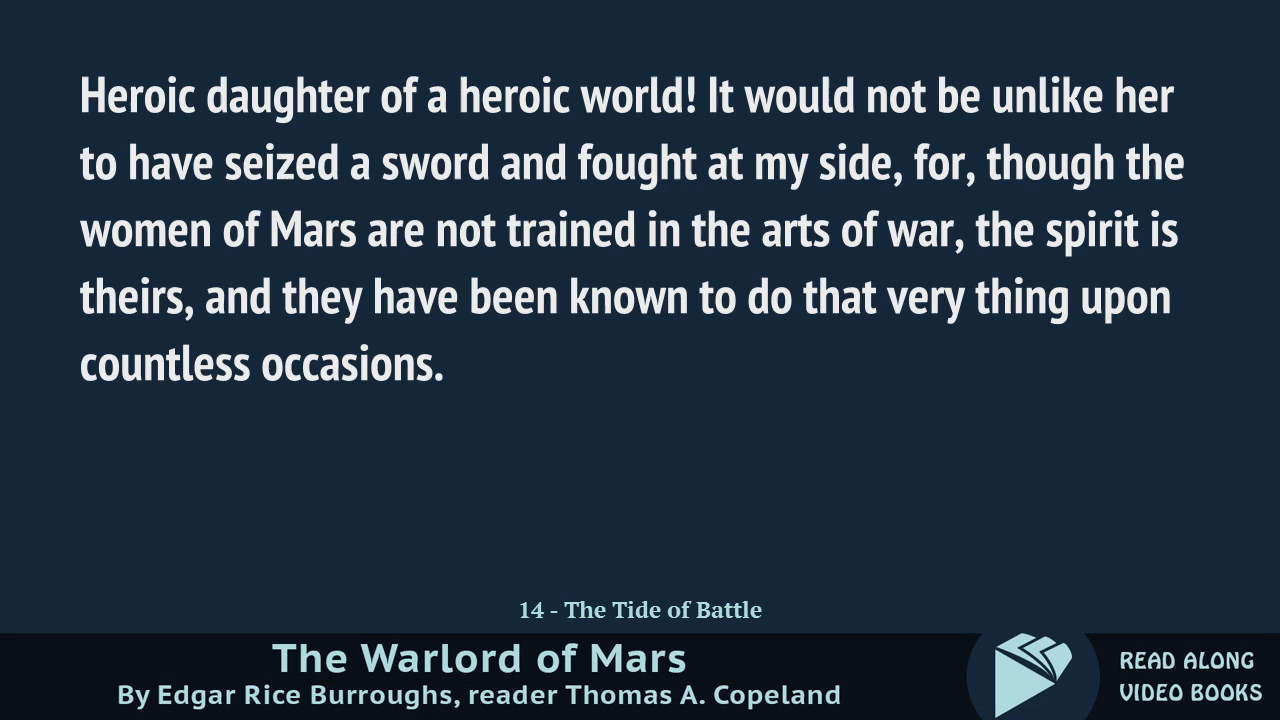 Heroic daughter of a heroic world! It would not be unlike her
to have seized a sword and fought at my side, for, though the
women of Mars are not trained in the arts of war, the spirit is
theirs, and they have been known to do that very thing upon
countless occasions.
14 - The Tide of Battle
The Warlord of Mars
By Edgar Rice Burroughs, reader Thomas A. Copeland
READ ALONG
VIDEO BOOKS